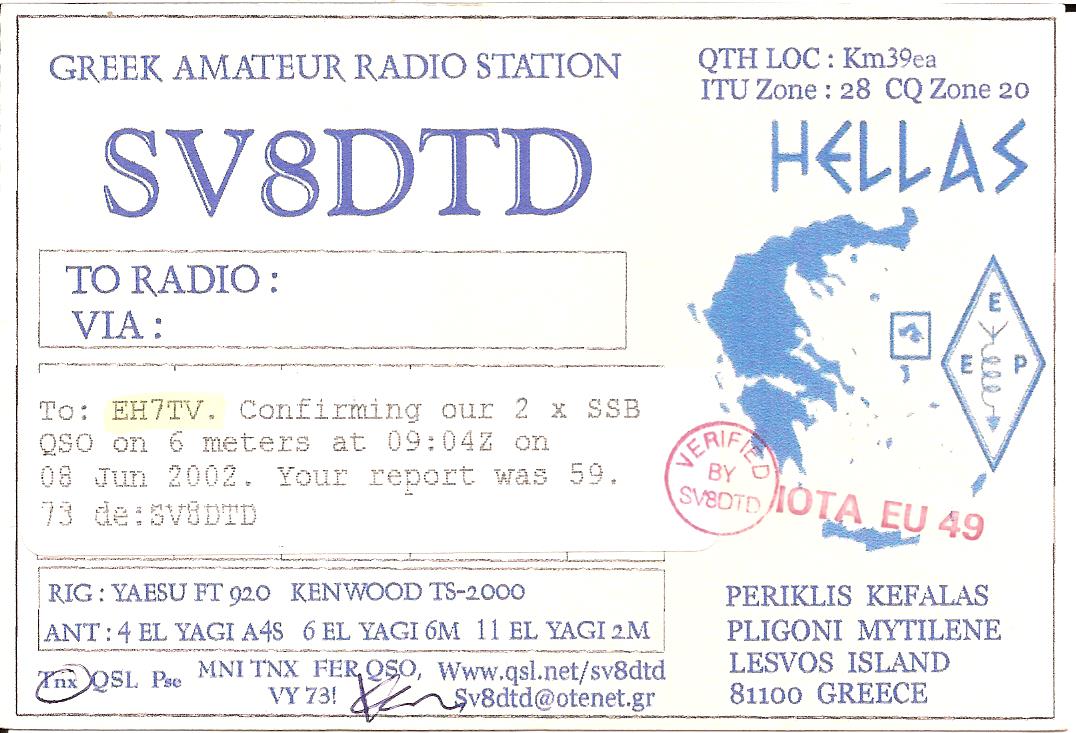 GREEK AMATEUR RADIO STATION
QTH LOC : Km39ea
ITU Zone : 28 CQ Zone 20
SV8DTD
HELLAS
TO RADIO :
VIA :
E
E P
To: EH7TV. Confirming our 2 x SSB
QSO on 6 meters at 09:04Z on
08 Jun 2002. Your report was 59.
73 de:SV8DTD
VERIFIED
BY
SV8DTD
IOTA EU 49
RIG : YAESU FT 920 KENWOOD TS-2000
ANT : 4 EL YAGI A4S 6 EL YAGI 6M 11 EL YAGI 2M
Tnx QSL Pse
MNI TNX FER QSO,
VY 73!
Www.qsl.net/sv8dtd
Sv8dtd@otenet.gr
PERIKLIS KEFALAS
PLIGONI MYTILENE
LESVOS ISLAND
81100 GREECE